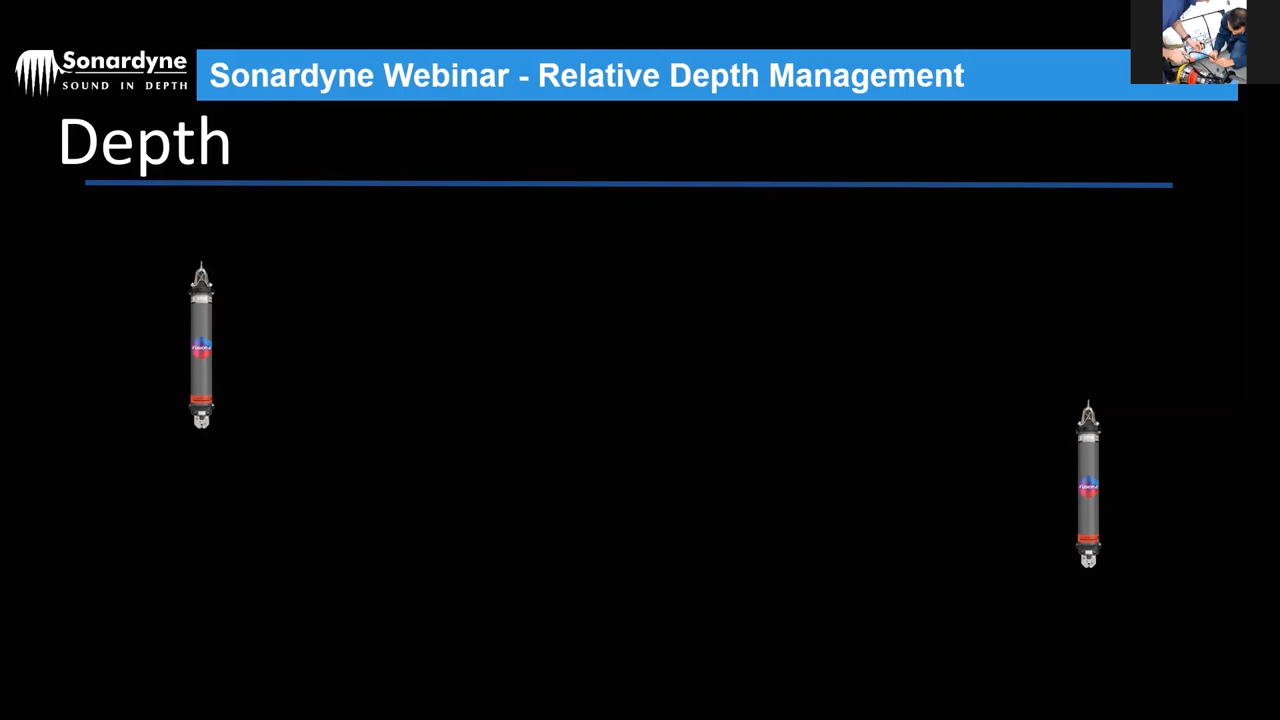 Sonardyne
SOUND IN DEPTH
Sonardyne Webinar - Relative Depth Management
Depth